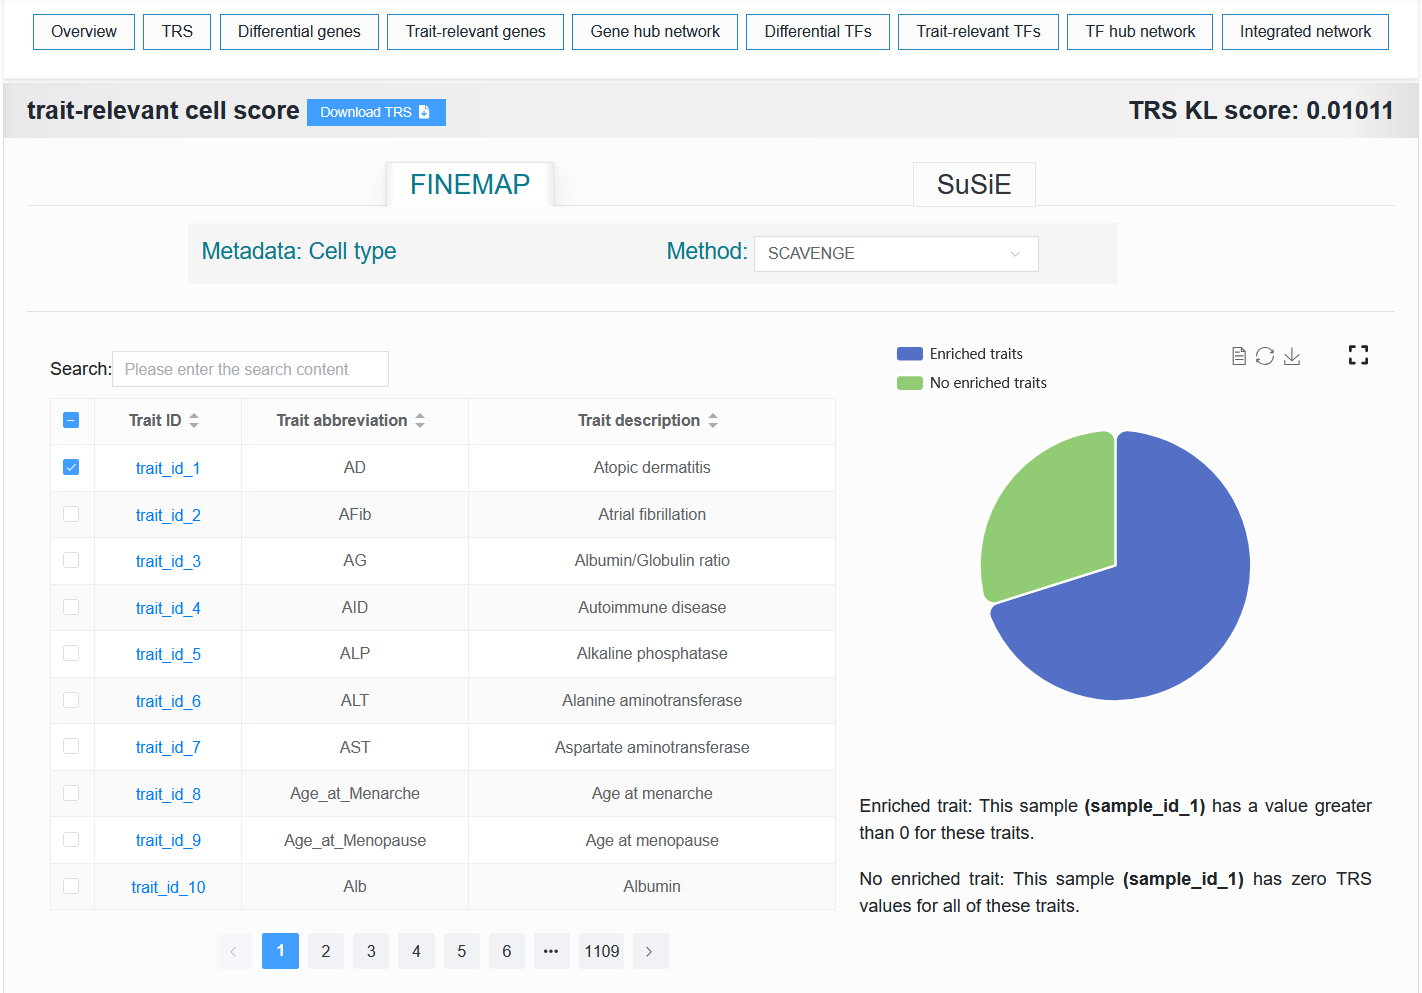 Overview TRS Differential genes Trait-relevant genes Gene hub network Differential TFs Trait-relevant TFs TF hub network Integrated network
trait-relevant cell score Download TRS TRS KL score: 0.01011
FINEMAP SuSiE
Metadata: Cell type Method: SCAVENGE
Search: Please enter the search content
Trait ID Trait abbreviation Trait description
trait_id_1 AD Atopic dermatitis
trait_id_2 AFib Atrial fibrillation
trait_id_3 AG Albumin/Globulin ratio
trait_id_4 AID Autoimmune disease
trait_id_5 ALP Alkaline phosphatase
trait_id_6 ALT Alanine aminotransferase
trait_id_7 AST Aspartate aminotransferase
trait_id_8 Age_at_Menarche Age at menarche
trait_id_9 Age_at_Menopause Age at menopause
trait_id_10 Alb Albumin
1 2 3 4 5 6 ••• 1109
Enriched traits
No enriched traits
Enriched trait: This sample (sample_id_1) has a value greater
than 0 for these traits.
No enriched trait: This sample (sample_id_1) has zero TRS
values for all of these traits.